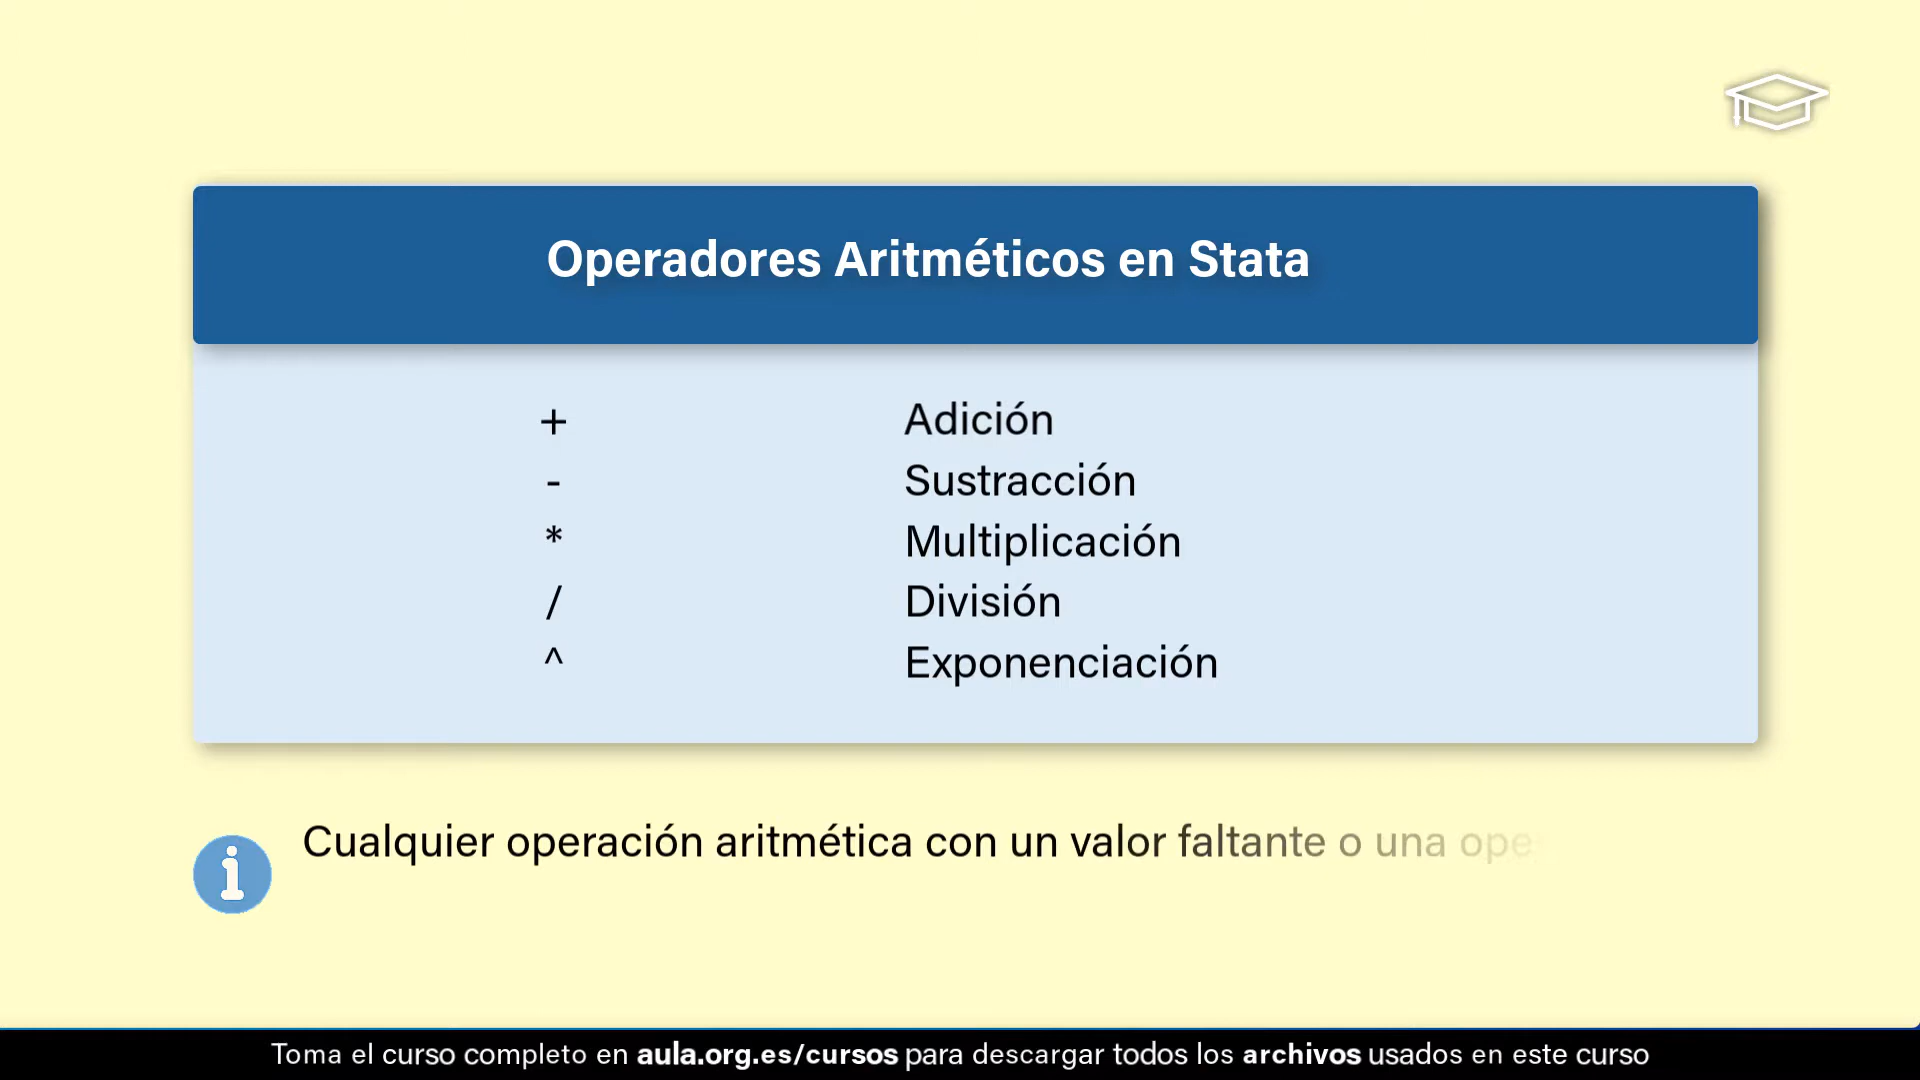 Operadores Aritméticos en Stata
+ Adición
- Sustracción
* Multiplicación
/ División
^ Exponenciación
Cualquier operación aritmética con un valor faltante o una ope
Toma el curso completo en aula.org.es/cursos para descargar todos los archivos usados en este curso